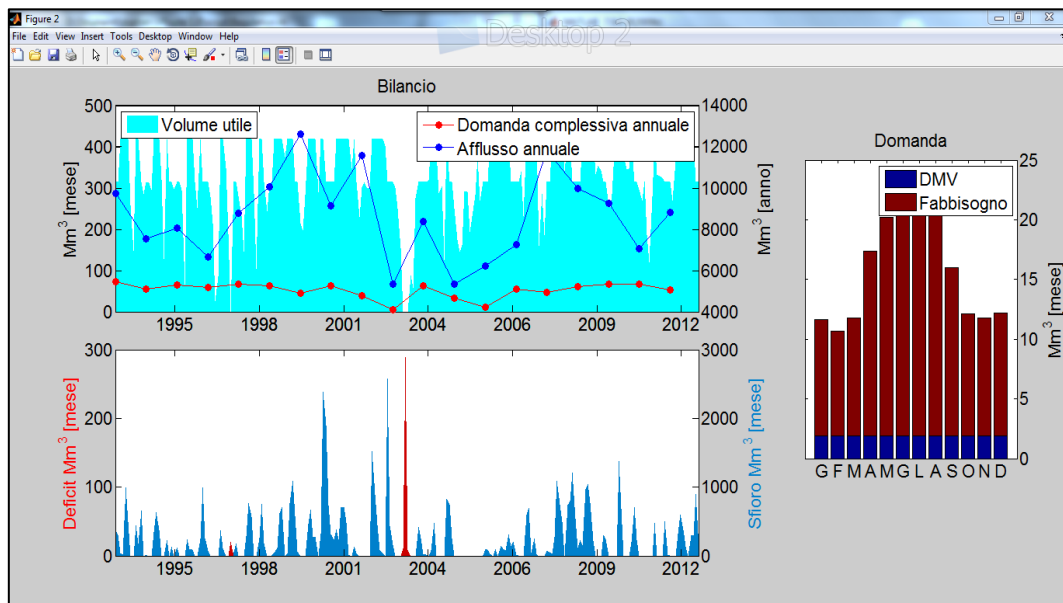 Figure 2
Desktop 2
File Edit View Insert Tools Desktop Window Help
Bilancio
Volume utile
Domanda complessiva annuale
Afflusso annuale
Mm³ [mese]
500
400
300
200
100
0
14000
12000
10000
8000
6000
4000
Mm³ [anno]
1995 1998 2001 2004 2006 2009 2012
Deficit Mm³ [mese]
300
200
100
0
3000
2000
1000
0
Sfioro Mm³ [mese]
1995 1998 2001 2004 2006 2009 2012
Domanda
DMV
Fabbisogno
25
20
15
10
5
0
Mm³ [mese]
G F M A M G L A S O N D